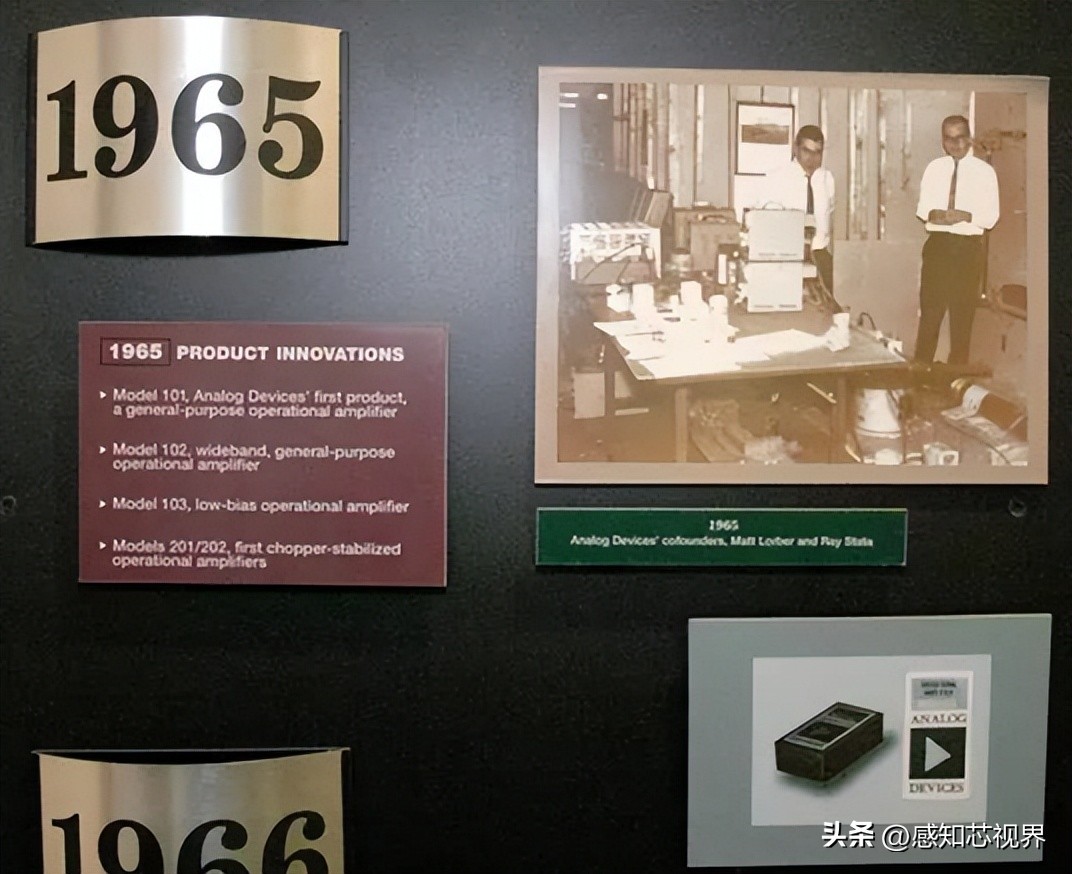 1965
1965 PRODUCT INNOVATIONS
Model 101, Analog Devices' first product,
a general-purpose operational amplifier
Model 102, wideband, general-purpose
operational amplifier
Model 103, low-bias operational amplifier
Models 201/202, first chopper-stabilized
operational amplifiers
1965
Analog Devices' cofounders, Matt Lorber and Ray Stata
ANALOG
DEVICES
1966
头条 @感知芯视界